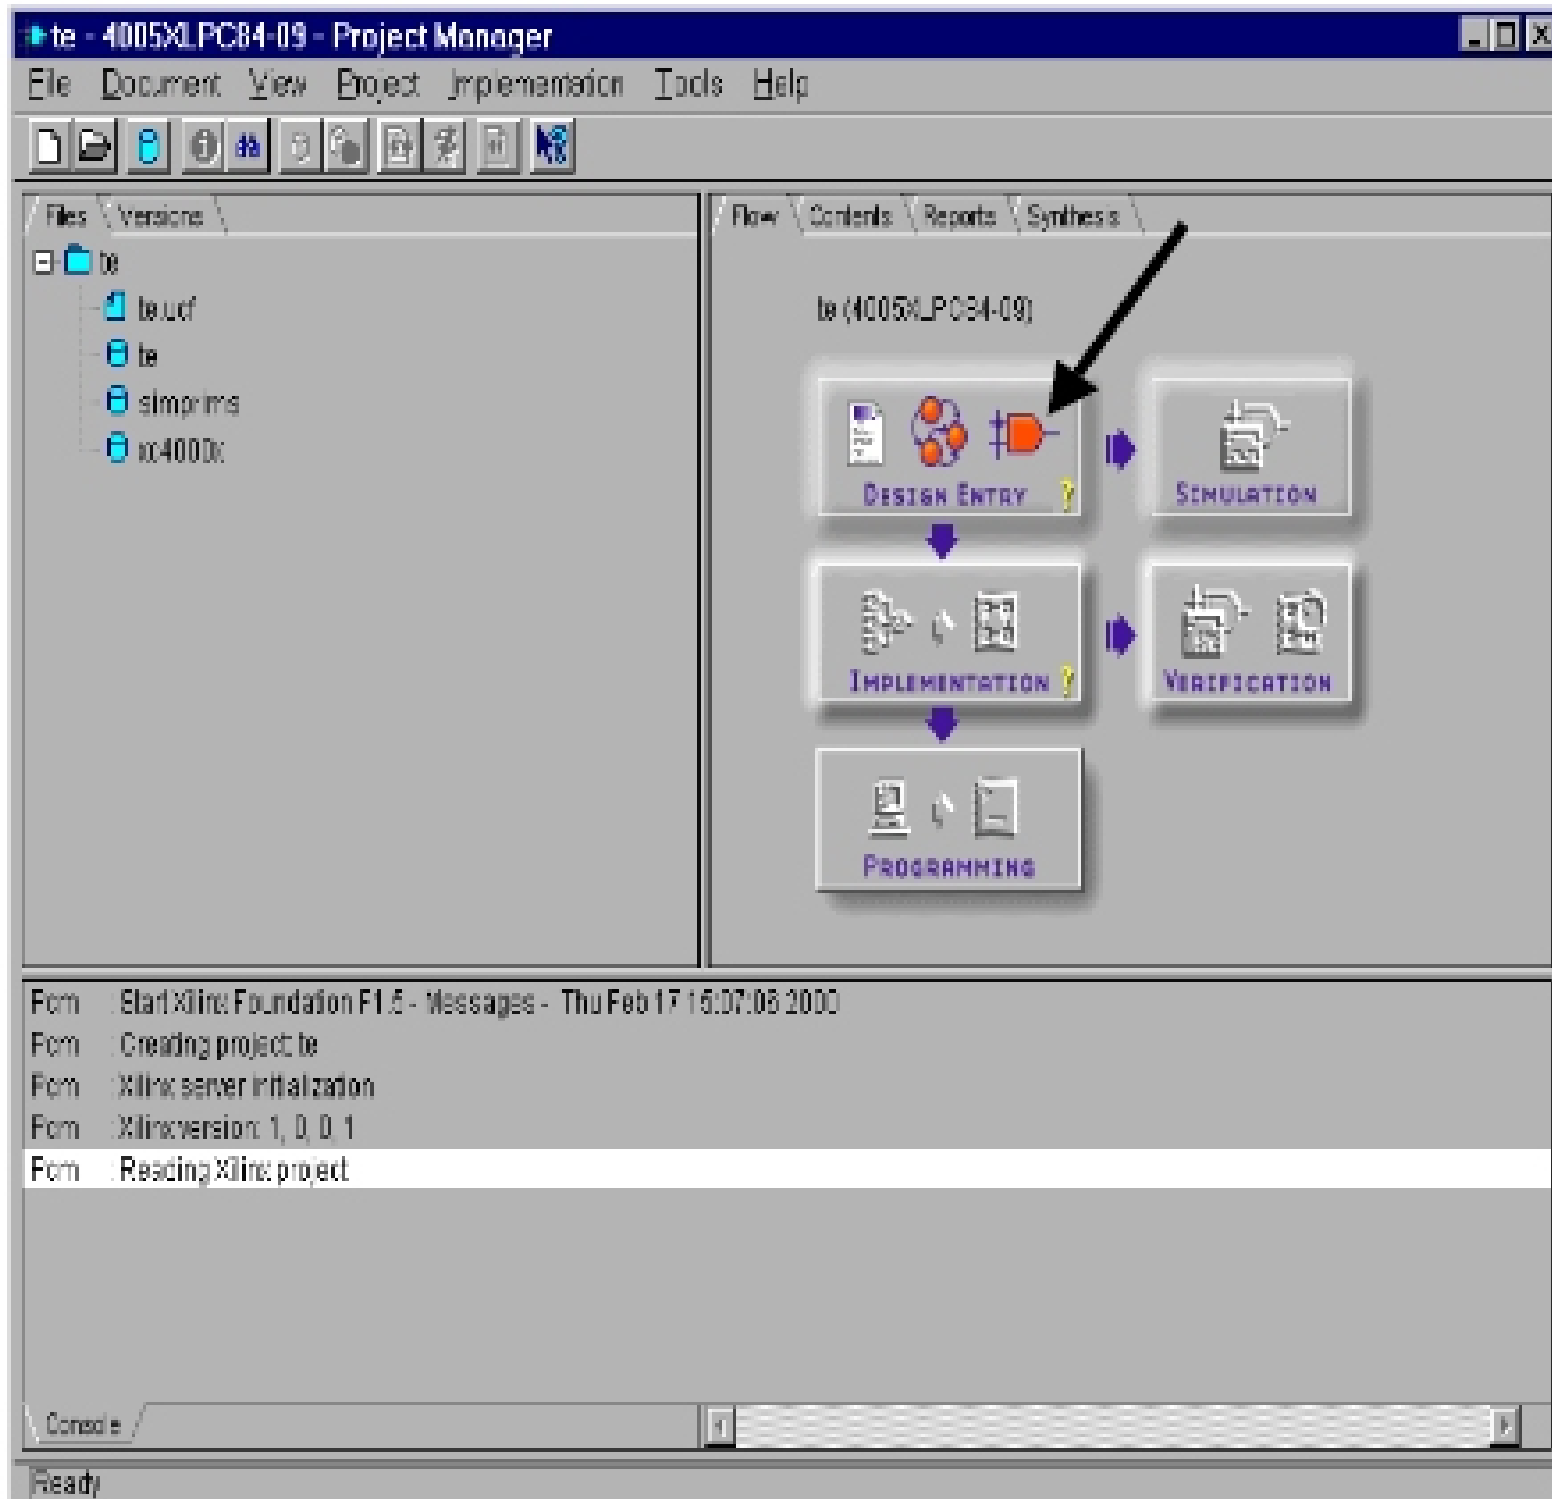 te - 4005XLPC84-09 - Project Manager
File Document View Project Implementation Tools Help
Files Versions
Flow Contents Reports Synthesis
te
te.ucf
te
simprims
xc4000x
te (4005XLPC84-09)
DESIGN ENTRY ?
SIMULATION
IMPLEMENTATION ?
VERIFICATION
PROGRAMMING
Pcm : Start Xilinx Foundation F1.5 - Messages - Thu Feb 17 15:07:06 2000
Pcm : Creating project: te
Pcm : Xilinx server initialization
Pcm : Xilinx version: 1, 0, 0, 1
Pcm : Reading Xilinx project
Console
Ready